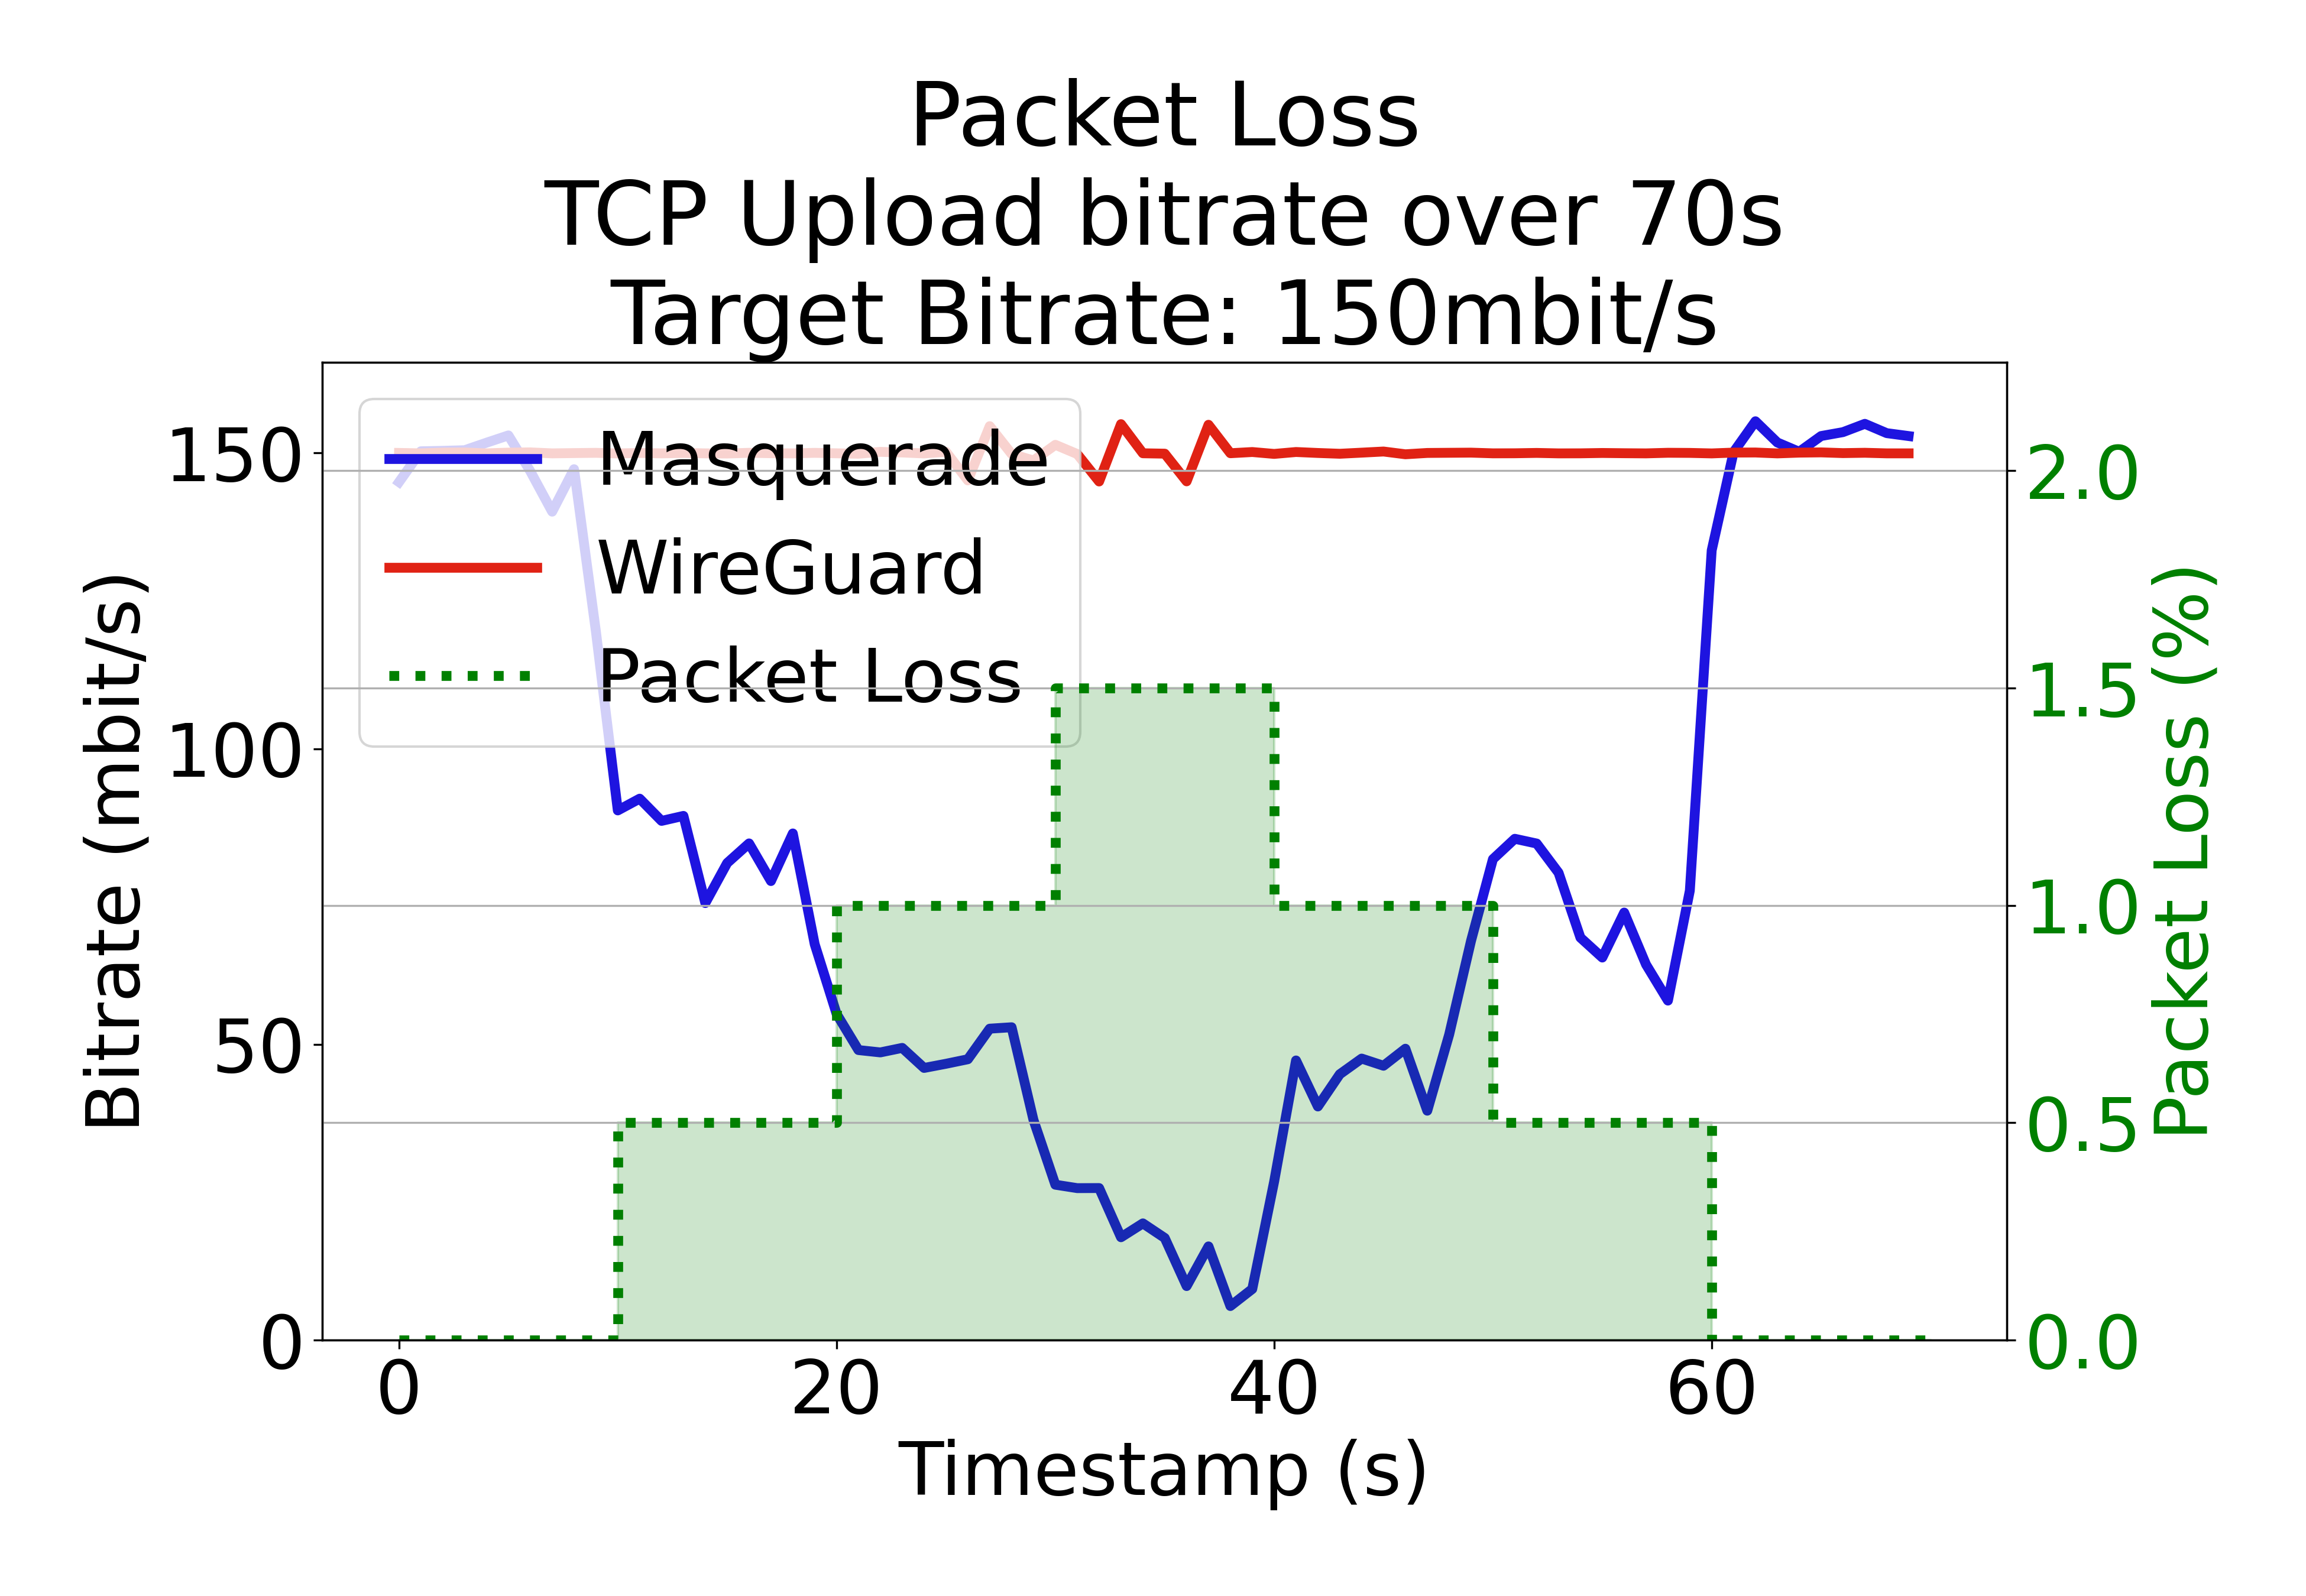 Packet Loss
TCP Upload bitrate over 70s
Target Bitrate: 150mbit/s
Masquerade
WireGuard
Packet Loss
Bitrate (mbit/s)
150
100
50
0
2.0
1.5
1.0
0.5
0.0
Packet Loss (%)
0 20 40 60
Timestamp (s)